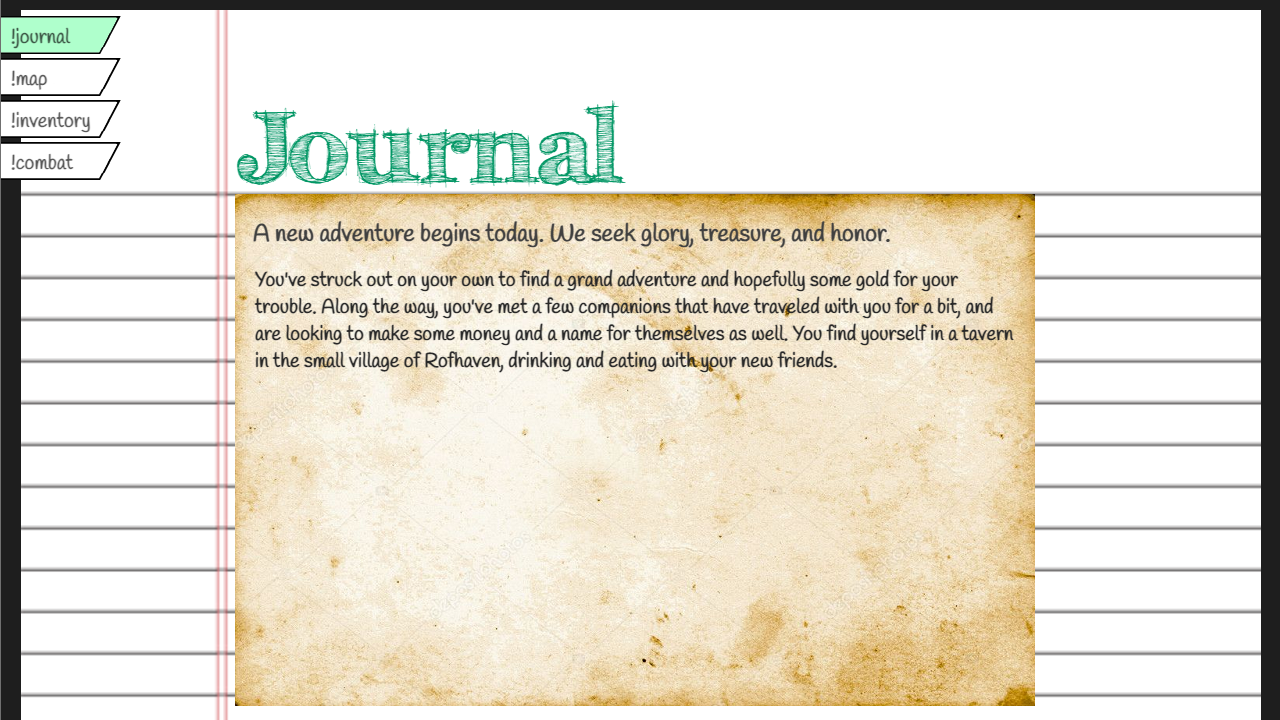 !journal
!map
!inventory
!combat
Journal
A new adventure begins today. We seek glory, treasure, and honor.
You've struck out on your own to find a grand adventure and hopefully some gold for your
trouble. Along the way, you've met a few companions that have traveled with you for a bit, and
are looking to make some money and a name for themselves as well. You find yourself in a tavern
in the small village of Rofhaven, drinking and eating with your new friends.